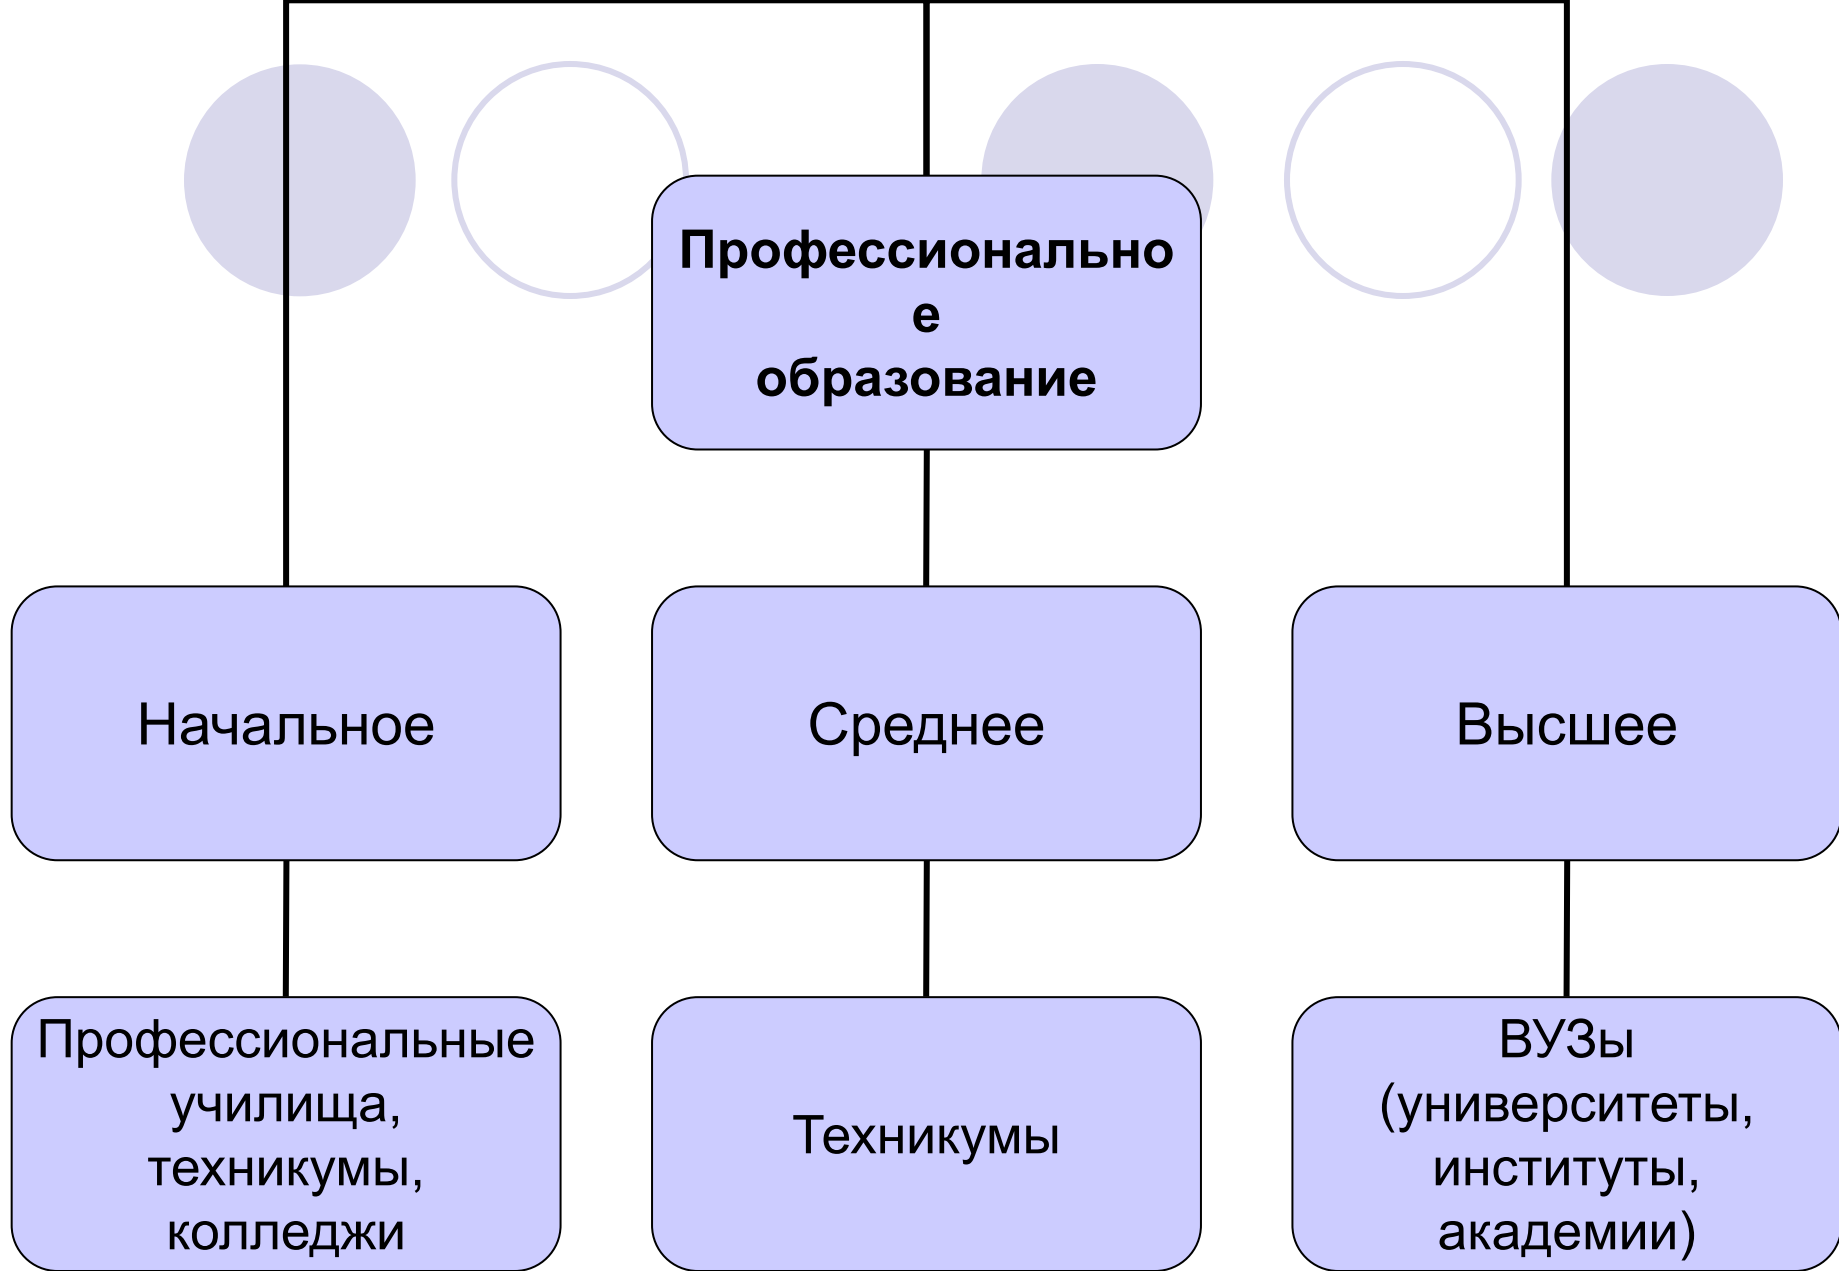 Профессионально
е
образование
Начальное
Среднее
Высшее
Профессиональные
училища,
техникумы,
колледжи
Техникумы
ВУЗы
(университеты,
институты,
академии)